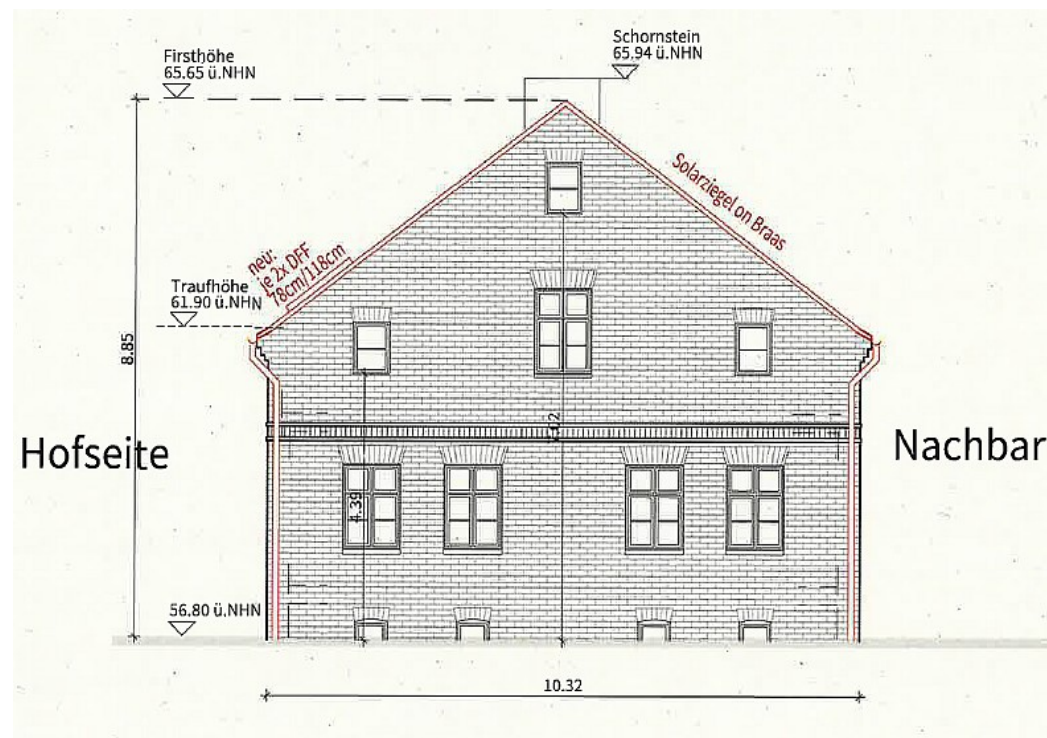 Schornstein
65.94 ü.NHN
Firsthöhe
65.65 ü.NHN
Solarziegel on Braas
neu:
je 2x DFF
78cm/118cm
Traufhöhe
61.90 ü.NHN
8.85
Hofseite
Nachbar
4.39
56.80 ü.NHN
10.32